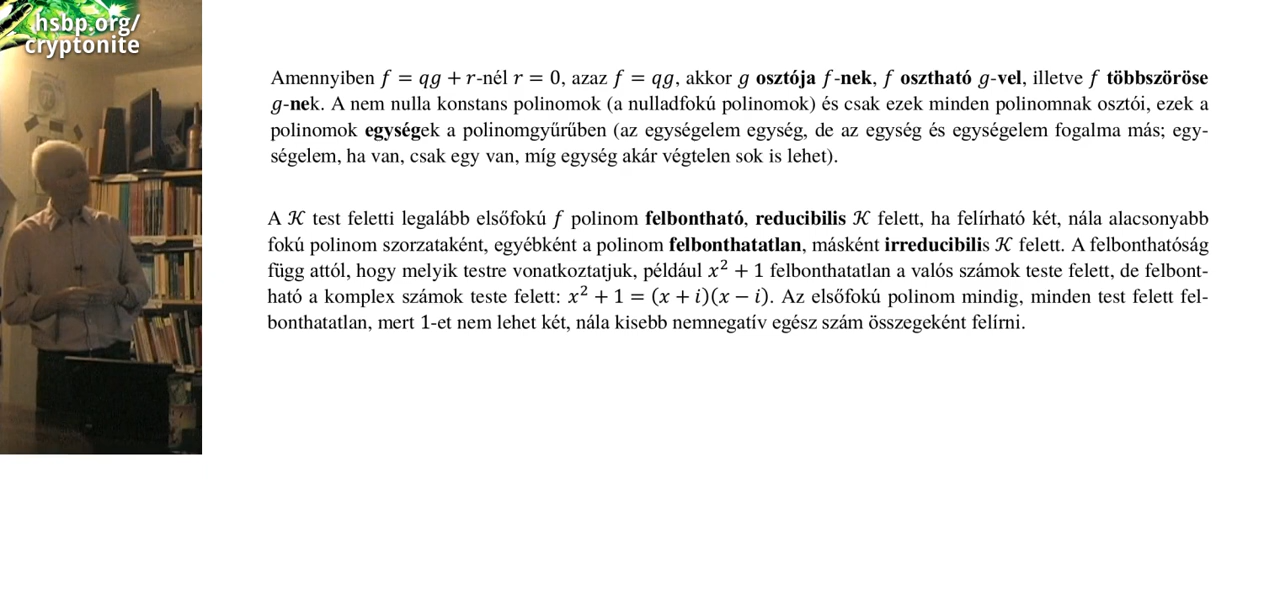 hsbp.org/
cryptonite
Amennyiben f = qg + r-nél r = 0, azaz f = qg, akkor g osztója f-nek, f osztható g-vel, illetve f többszöröse
g-nek. A nem nulla konstans polinomok (a nulladfokú polinomok) és csak ezek minden polinomnak osztói, ezek a
polinomok egységek a polinomgyűrűben (az egységelem egység, de az egység és egységelem fogalma más; egy-
ségelem, ha van, csak egy van, míg egység akár végtelen sok is lehet).
A 𝒦 test feletti legalább elsőfokú f polinom felbontható, reducibilis 𝒦 felett, ha felírható két, nála alacsonyabb
fokú polinom szorzataként, egyébként a polinom felbonthatatlan, másként irreducibilis 𝒦 felett. A felbonthatóság
függ attól, hogy melyik testre vonatkoztatjuk, például x² + 1 felbonthatatlan a valós számok teste felett, de felbont-
ható a komplex számok teste felett: x² + 1 = (x + i)(x − i). Az elsőfokú polinom mindig, minden test felett fel-
bonthatatlan, mert 1-et nem lehet két, nála kisebb nemnegatív egész szám összegeként felírni.